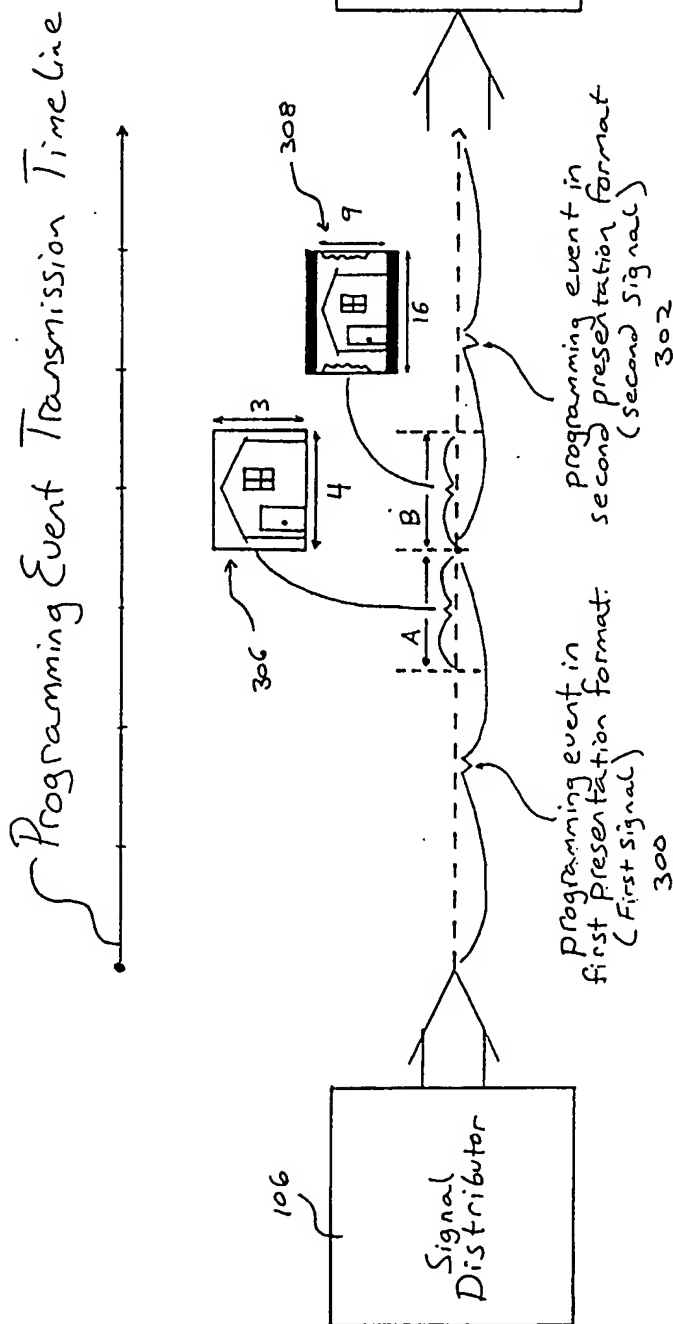 Programming Event Transmission Timeline
306
3
4
308
9
16
A
B
106
Signal
Distributor
programming event in
first presentation format.
(First signal)
300
programming event in
second presentation format
(second signal)
302